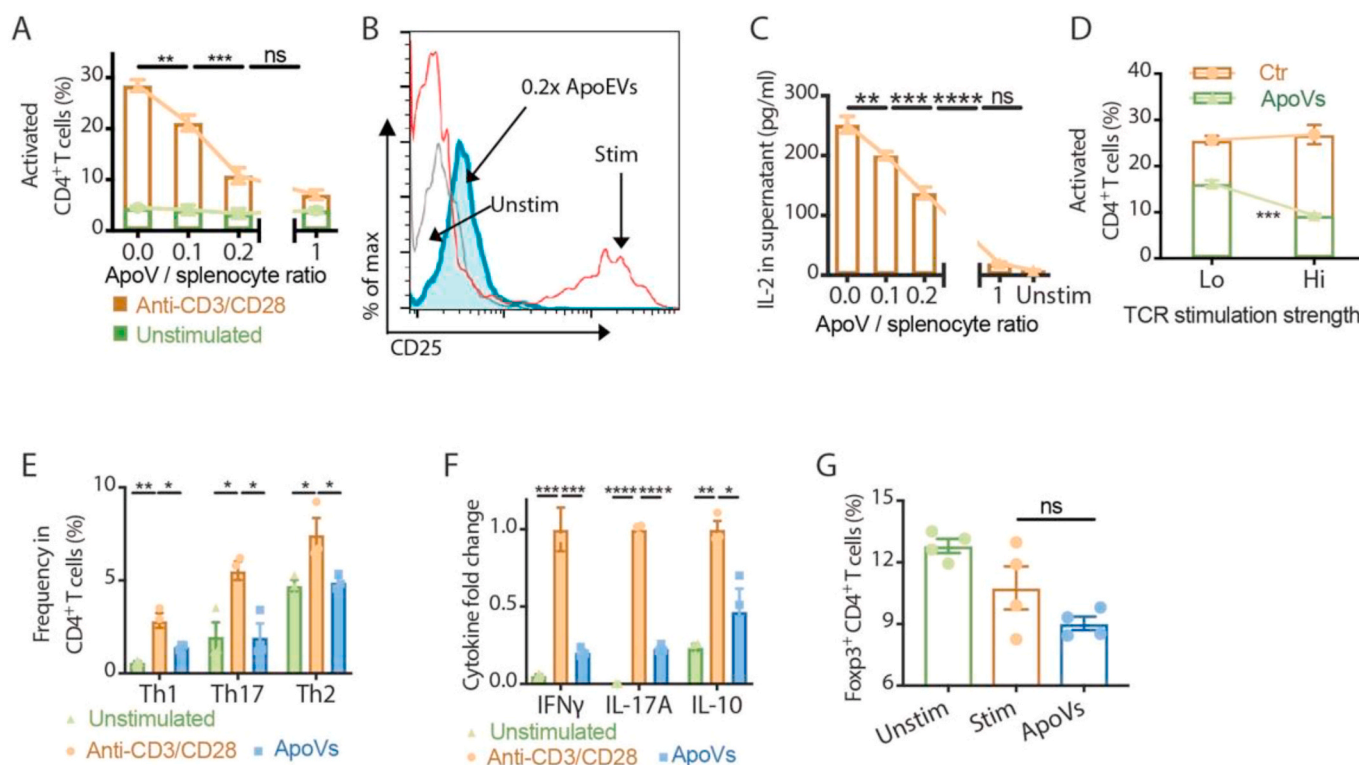 A
Activated
CD4⁺ T cells (%)
30
20
10
0
** *** ns
0.0 0.1 0.2 1
ApoV / splenocyte ratio
Anti-CD3/CD28
Unstimulated
B
% of max
0.2x ApoEVs
Stim
Unstim
CD25
C
IL-2 in supernatant (pg/ml)
300
200
100
0
** *** **** ns
0.0 0.1 0.2 1 Unstim
ApoV / splenocyte ratio
D
Activated
CD4⁺ T cells (%)
40
30
20
10
0
Ctr
ApoVs
***
Lo Hi
TCR stimulation strength
E
Frequency in
CD4⁺ T cells (%)
10
5
0
** * * * * *
Th1 Th17 Th2
Unstimulated
Anti-CD3/CD28 ApoVs
F
Cytokine fold change
1.0
0.5
0.0
*** *** **** **** ** *
IFNγ IL-17A IL-10
Unstimulated
Anti-CD3/CD28 ApoVs
G
Foxp3⁺ CD4⁺ T cells (%)
15
12
9
6
ns
Unstim Stim ApoVs